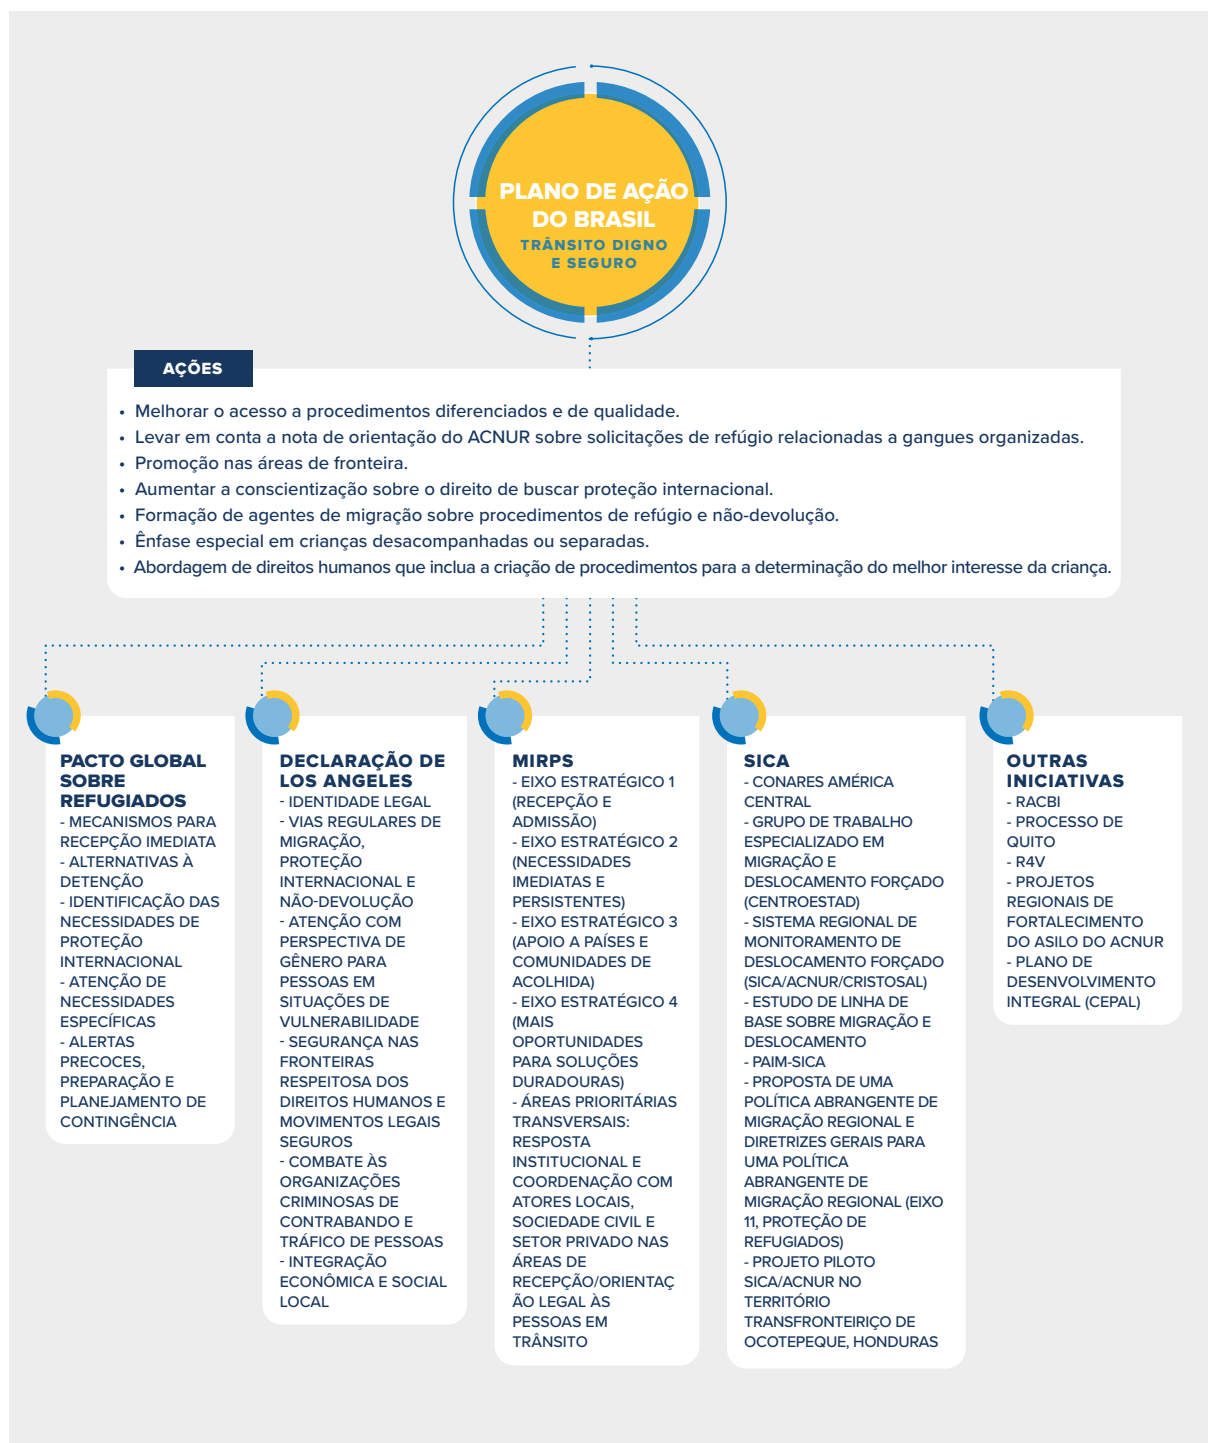 PLANO DE AÇÃO
DO BRASIL
TRÂNSITO DIGNO
E SEGURO
AÇÕES
• Melhorar o acesso a procedimentos diferenciados e de qualidade.
• Levar em conta a nota de orientação do ACNUR sobre solicitações de refúgio relacionadas a gangues organizadas.
• Promoção nas áreas de fronteira.
• Aumentar a conscientização sobre o direito de buscar proteção internacional.
• Formação de agentes de migração sobre procedimentos de refúgio e não-devolução.
• Ênfase especial em crianças desacompanhadas ou separadas.
• Abordagem de direitos humanos que inclua a criação de procedimentos para a determinação do melhor interesse da criança.
PACTO GLOBAL
SOBRE
REFUGIADOS
- MECANISMOS PARA
RECEPÇÃO IMEDIATA
- ALTERNATIVAS À
DETENÇÃO
- IDENTIFICAÇÃO DAS
NECESSIDADES DE
PROTEÇÃO
INTERNACIONAL
- ATENÇÃO DE
NECESSIDADES
ESPECÍFICAS
- ALERTAS
PRECOCES,
PREPARAÇÃO E
PLANEJAMENTO DE
CONTINGÊNCIA
DECLARAÇÃO DE
LOS ANGELES
- IDENTIDADE LEGAL
- VIAS REGULARES DE
MIGRAÇÃO,
PROTEÇÃO
INTERNACIONAL E
NÃO-DEVOLUÇÃO
- ATENÇÃO COM
PERSPECTIVA DE
GÊNERO PARA
PESSOAS EM
SITUAÇÕES DE
VULNERABILIDADE
- SEGURANÇA NAS
FRONTEIRAS
RESPEITOSA DOS
DIREITOS HUMANOS E
MOVIMENTOS LEGAIS
SEGUROS
- COMBATE ÀS
ORGANIZAÇÕES
CRIMINOSAS DE
CONTRABANDO E
TRÁFICO DE PESSOAS
- INTEGRAÇÃO
ECONÔMICA E SOCIAL
LOCAL
MIRPS
- EIXO ESTRATÉGICO 1
(RECEPÇÃO E
ADMISSÃO)
- EIXO ESTRATÉGICO 2
(NECESSIDADES
IMEDIATAS E
PERSISTENTES)
- EIXO ESTRATÉGICO 3
(APOIO A PAÍSES E
COMUNIDADES DE
ACOLHIDA)
- EIXO ESTRATÉGICO 4
(MAIS
OPORTUNIDADES
PARA SOLUÇÕES
DURADOURAS)
- ÁREAS PRIORITÁRIAS
TRANSVERSAIS:
RESPOSTA
INSTITUCIONAL E
COORDENAÇÃO COM
ATORES LOCAIS,
SOCIEDADE CIVIL E
SETOR PRIVADO NAS
ÁREAS DE
RECEPÇÃO/ORIENTAÇ
ÃO LEGAL ÀS
PESSOAS EM
TRÂNSITO
SICA
- CONARES AMÉRICA
CENTRAL
- GRUPO DE TRABALHO
ESPECIALIZADO EM
MIGRAÇÃO E
DESLOCAMENTO FORÇADO
(CENTROESTAD)
- SISTEMA REGIONAL DE
MONITORAMENTO DE
DESLOCAMENTO FORÇADO
(SICA/ACNUR/CRISTOSAL)
- ESTUDO DE LINHA DE
BASE SOBRE MIGRAÇÃO E
DESLOCAMENTO
- PAIM-SICA
- PROPOSTA DE UMA
POLÍTICA ABRANGENTE DE
MIGRAÇÃO REGIONAL E
DIRETRIZES GERAIS PARA
UMA POLÍTICA
ABRANGENTE DE
MIGRAÇÃO REGIONAL (EIXO
11, PROTEÇÃO DE
REFUGIADOS)
- PROJETO PILOTO
SICA/ACNUR NO
TERRITÓRIO
TRANSFRONTEIRIÇO DE
OCOTEPEQUE, HONDURAS
OUTRAS
INICIATIVAS
- RACBI
- PROCESSO DE
QUITO
- R4V
- PROJETOS
REGIONAIS DE
FORTALECIMENTO
DO ASILO DO ACNUR
- PLANO DE
DESENVOLVIMENTO
INTEGRAL (CEPAL)